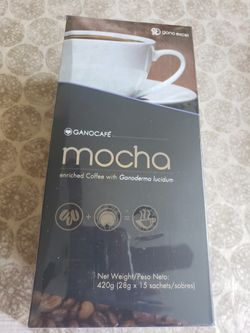 gano excel
GANOCAFÉ
mocha
enriched Coffee with Ganoderma lucidum
Net Weight/Peso Neto:
420g (28g x 15 sachets/sobres)